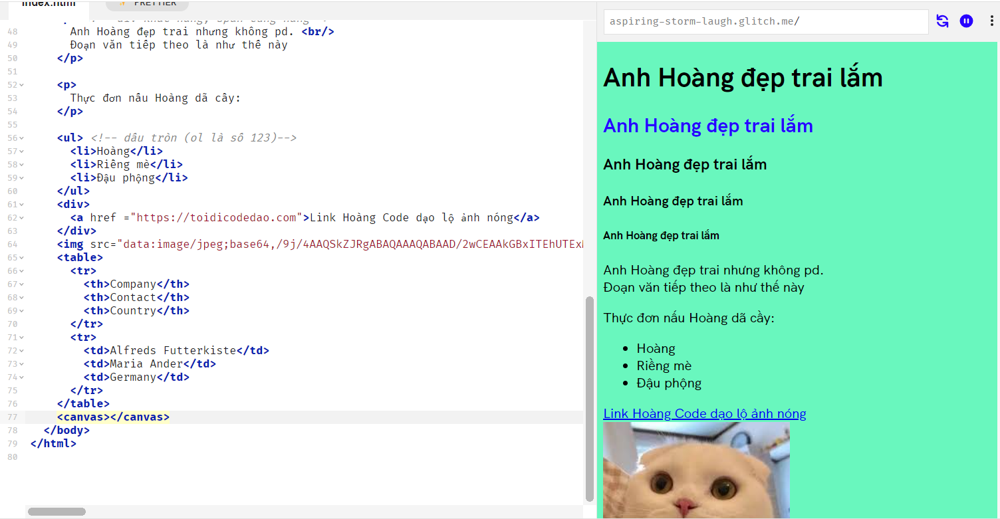 index.html
PRETTIER
48 Anh Hoàng đẹp trai nhưng không pd. <br/>
49 Đoạn văn tiếp theo là như thế này
50 </p>
51
52 <p>
53 Thực đơn nấu Hoàng dã cầy:
54 </p>
55
56 <ul> <!-- dấu tròn (ol là số 123)-->
57 <li>Hoàng</li>
58 <li>Riềng mè</li>
59 <li>Đậu phộng</li>
60 </ul>
61 <div>
62 <a href ="https://toidicodedao.com">Link Hoàng Code dạo lộ ảnh nóng</a>
63 </div>
64 <img src="data:image/jpeg;base64,/9j/4AAQSkZJRgABAQAAAQABAAD/2wCEAAkGBxITEhUTEx
65 <table>
66 <tr>
67 <th>Company</th>
68 <th>Contact</th>
69 <th>Country</th>
70 </tr>
71 <tr>
72 <td>Alfreds Futterkiste</td>
73 <td>Maria Ander</td>
74 <td>Germany</td>
75 </tr>
76 </table>
77 <canvas></canvas>
78 </body>
79 </html>
80
aspiring-storm-laugh.glitch.me/
Anh Hoàng đẹp trai lắm
Anh Hoàng đẹp trai lắm
Anh Hoàng đẹp trai lắm
Anh Hoàng đẹp trai lắm
Anh Hoàng đẹp trai lắm
Anh Hoàng đẹp trai nhưng không pd.
Đoạn văn tiếp theo là như thế này
Thực đơn nấu Hoàng dã cầy:
Hoàng
Riềng mè
Đậu phộng
Link Hoàng Code dạo lộ ảnh nóng